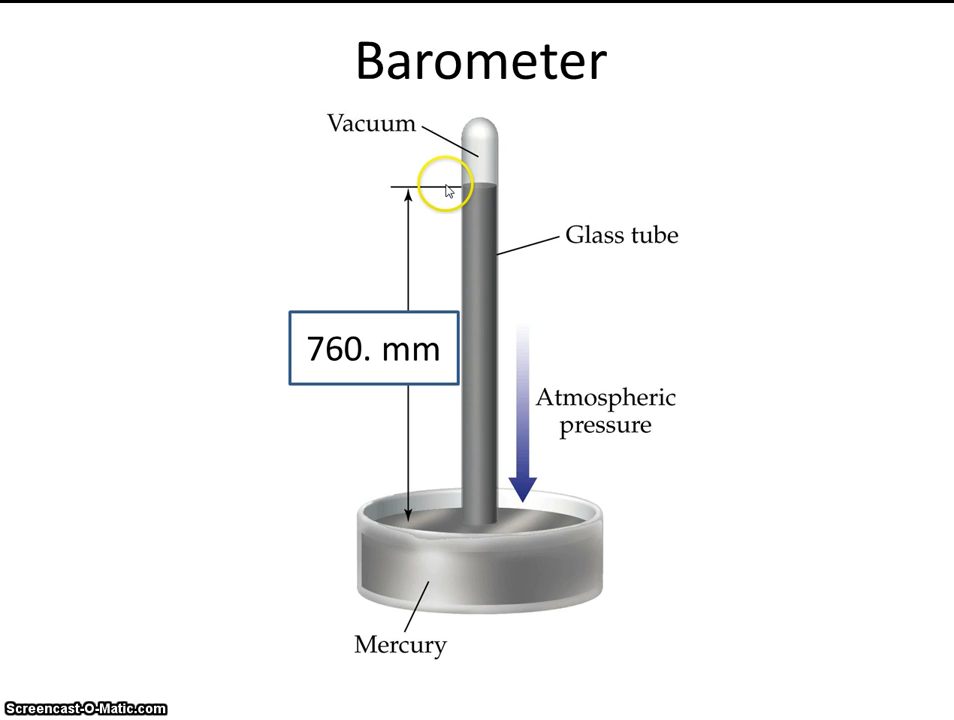 Barometer
Vacuum
Glass tube
760. mm
Atmospheric
pressure
Mercury
Screencast-O-Matic.com